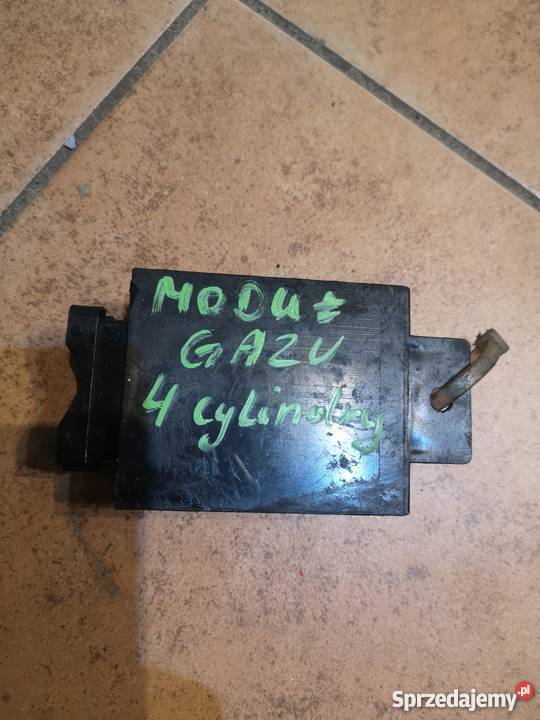 MODUŁ
GAZU
4 cylindry
Sprzedajemy.pl